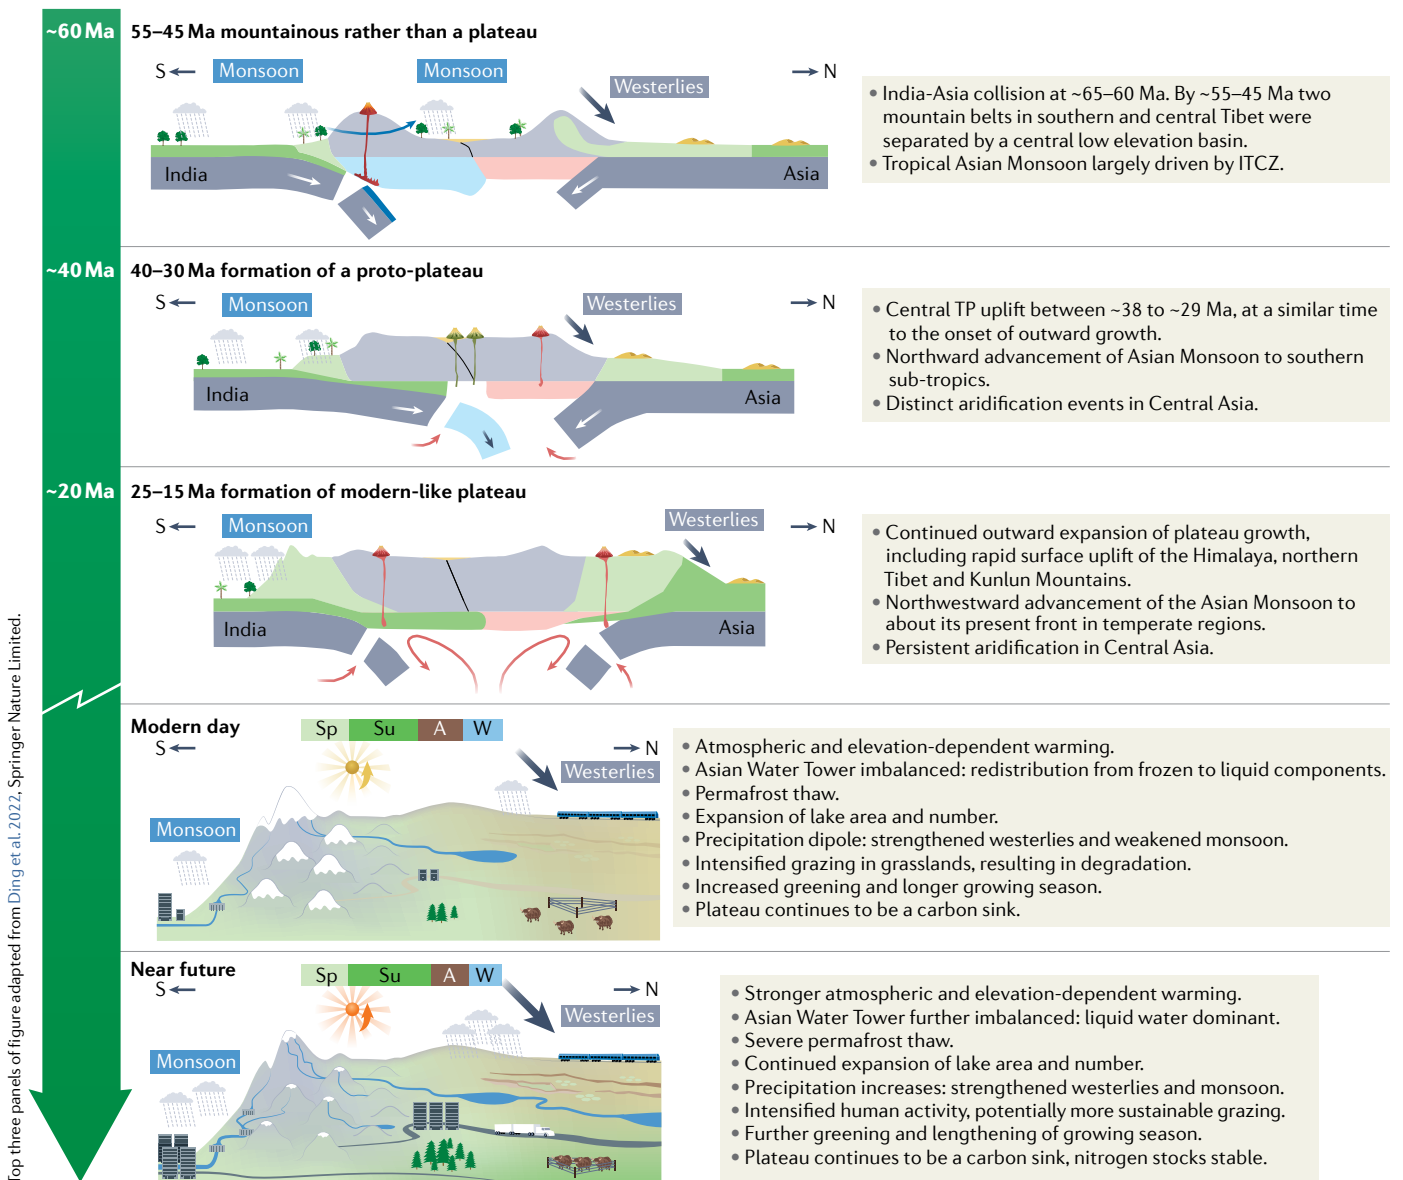 ~60 Ma
55–45 Ma mountainous rather than a plateau
S
Monsoon
Monsoon
Westerlies
N
India
Asia
• India-Asia collision at ~65–60 Ma. By ~55–45 Ma two
mountain belts in southern and central Tibet were
separated by a central low elevation basin.
• Tropical Asian Monsoon largely driven by ITCZ.
~40 Ma
40–30 Ma formation of a proto-plateau
S
Monsoon
Westerlies
N
India
Asia
• Central TP uplift between ~38 to ~29 Ma, at a similar time
to the onset of outward growth.
• Northward advancement of Asian Monsoon to southern
sub-tropics.
• Distinct aridification events in Central Asia.
~20 Ma
25–15 Ma formation of modern-like plateau
S
Monsoon
Westerlies
N
India
Asia
• Continued outward expansion of plateau growth,
including rapid surface uplift of the Himalaya, northern
Tibet and Kunlun Mountains.
• Northwestward advancement of the Asian Monsoon to
about its present front in temperate regions.
• Persistent aridification in Central Asia.
Modern day
Sp Su A W
S
N
Westerlies
Monsoon
• Atmospheric and elevation-dependent warming.
• Asian Water Tower imbalanced: redistribution from frozen to liquid components.
• Permafrost thaw.
• Expansion of lake area and number.
• Precipitation dipole: strengthened westerlies and weakened monsoon.
• Intensified grazing in grasslands, resulting in degradation.
• Increased greening and longer growing season.
• Plateau continues to be a carbon sink.
Near future
Sp Su A W
S
N
Westerlies
Monsoon
• Stronger atmospheric and elevation-dependent warming.
• Asian Water Tower further imbalanced: liquid water dominant.
• Severe permafrost thaw.
• Continued expansion of lake area and number.
• Precipitation increases: strengthened westerlies and monsoon.
• Intensified human activity, potentially more sustainable grazing.
• Further greening and lengthening of growing season.
• Plateau continues to be a carbon sink, nitrogen stocks stable.
Top three panels of figure adapted from Ding et al. 2022, Springer Nature Limited.